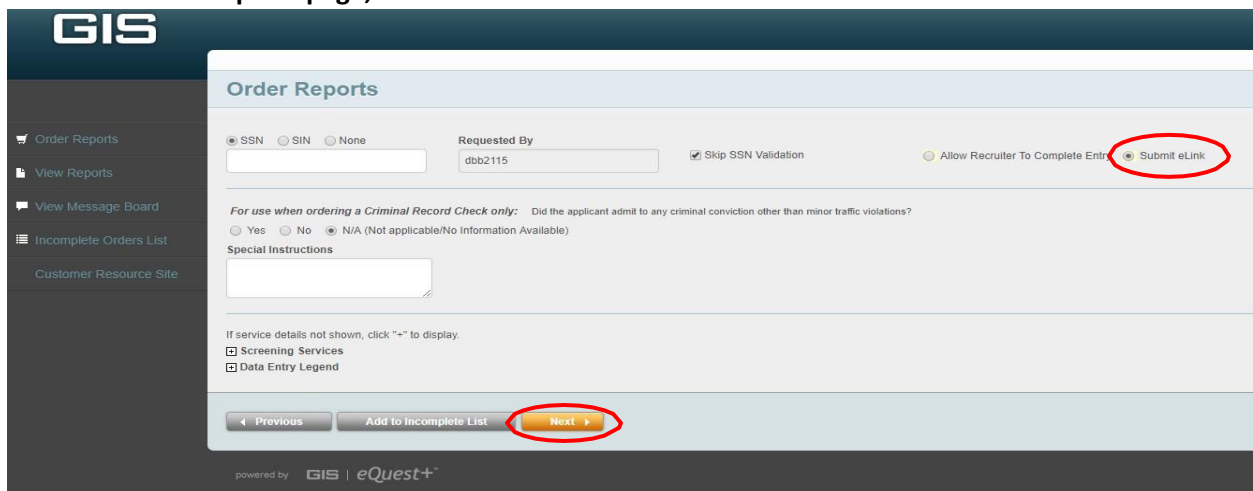 GIS
Order Reports
Order Reports
View Reports
View Message Board
Incomplete Orders List
Customer Resource Site
SSN SIN None
Requested By
dbb2115
Skip SSN Validation
Allow Recruiter To Complete Entry
Submit eLink
For use when ordering a Criminal Record Check only: Did the applicant admit to any criminal conviction other than minor traffic violations?
Yes No N/A (Not applicable/No Information Available)
Special Instructions
If service details not shown, click "+" to display.
Screening Services
Data Entry Legend
Previous Add to Incomplete List Next
powered by GIS | eQuest+